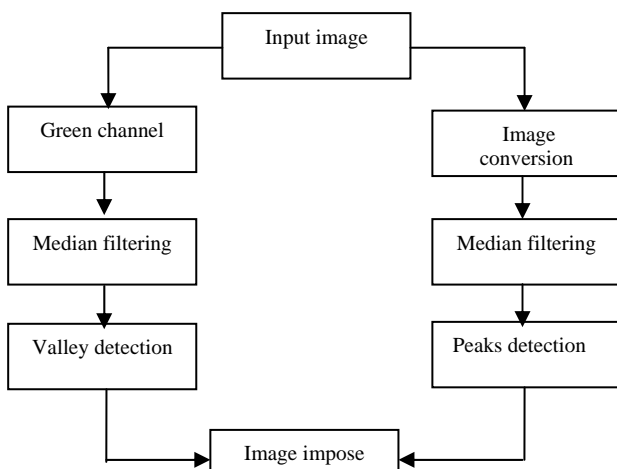 Input image
Green channel
Image
conversion
Median filtering
Median filtering
Valley detection
Peaks detection
Image impose